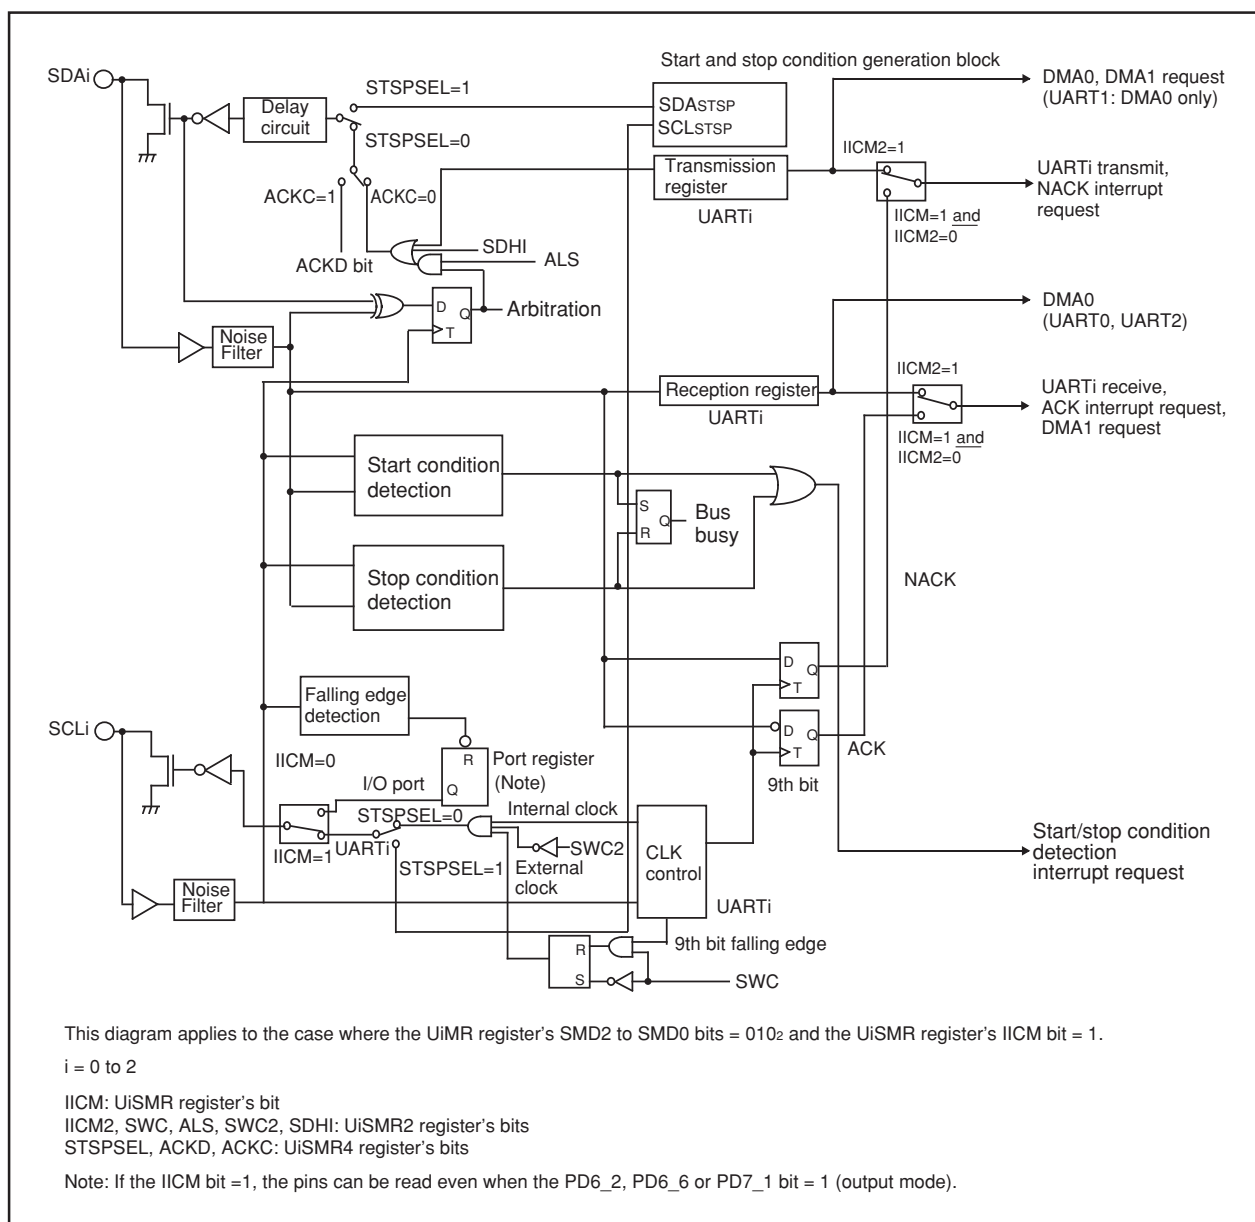 Start and stop condition generation block
SDAi
STSPSEL=1
SDASTSP
SCLSTSP
DMA0, DMA1 request
(UART1: DMA0 only)
Delay
circuit
STSPSEL=0
IICM2=1
Transmission
register
UARTi
UARTi transmit,
NACK interrupt
request
ACKC=1
ACKC=0
IICM=1 and
IICM2=0
SDHI
ALS
ACKD bit
D
Q
T
Arbitration
DMA0
(UART0, UART2)
Noise
Filter
IICM2=1
Reception register
UARTi
UARTi receive,
ACK interrupt request,
DMA1 request
IICM=1 and
IICM2=0
Start condition
detection
S
Q
R
Bus
busy
Stop condition
detection
NACK
D
Q
T
Falling edge
detection
SCLi
D
Q
T
ACK
9th bit
IICM=0
R
Q
Port register
(Note)
I/O port
STSPSEL=0
Internal clock
IICM=1
UARTi
SWC2
External
clock
CLK
control
STSPSEL=1
UARTi
Start/stop condition
detection
interrupt request
Noise
Filter
R
S
9th bit falling edge
SWC
This diagram applies to the case where the UiMR register's SMD2 to SMD0 bits = 0102 and the UiSMR register's IICM bit = 1.
i = 0 to 2
IICM: UiSMR register's bit
IICM2, SWC, ALS, SWC2, SDHI: UiSMR2 register's bits
STSPSEL, ACKD, ACKC: UiSMR4 register's bits
Note: If the IICM bit =1, the pins can be read even when the PD6_2, PD6_6 or PD7_1 bit = 1 (output mode).